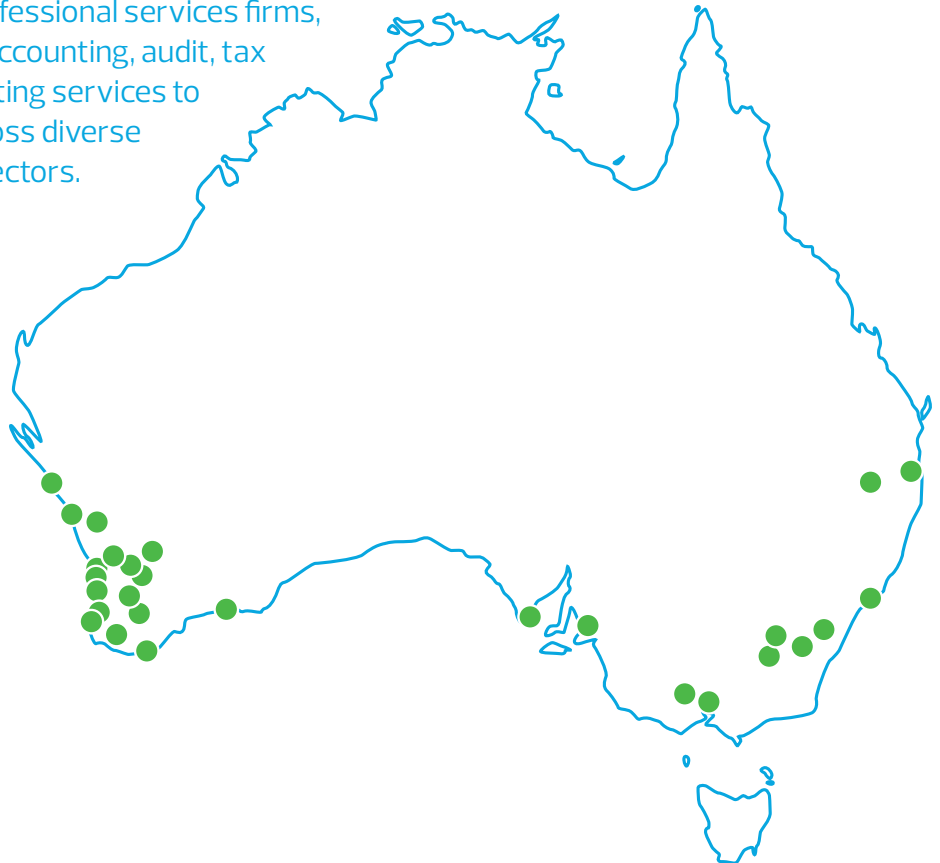 fessional services firms,
ccounting, audit, tax
ting services to
oss diverse
ectors.